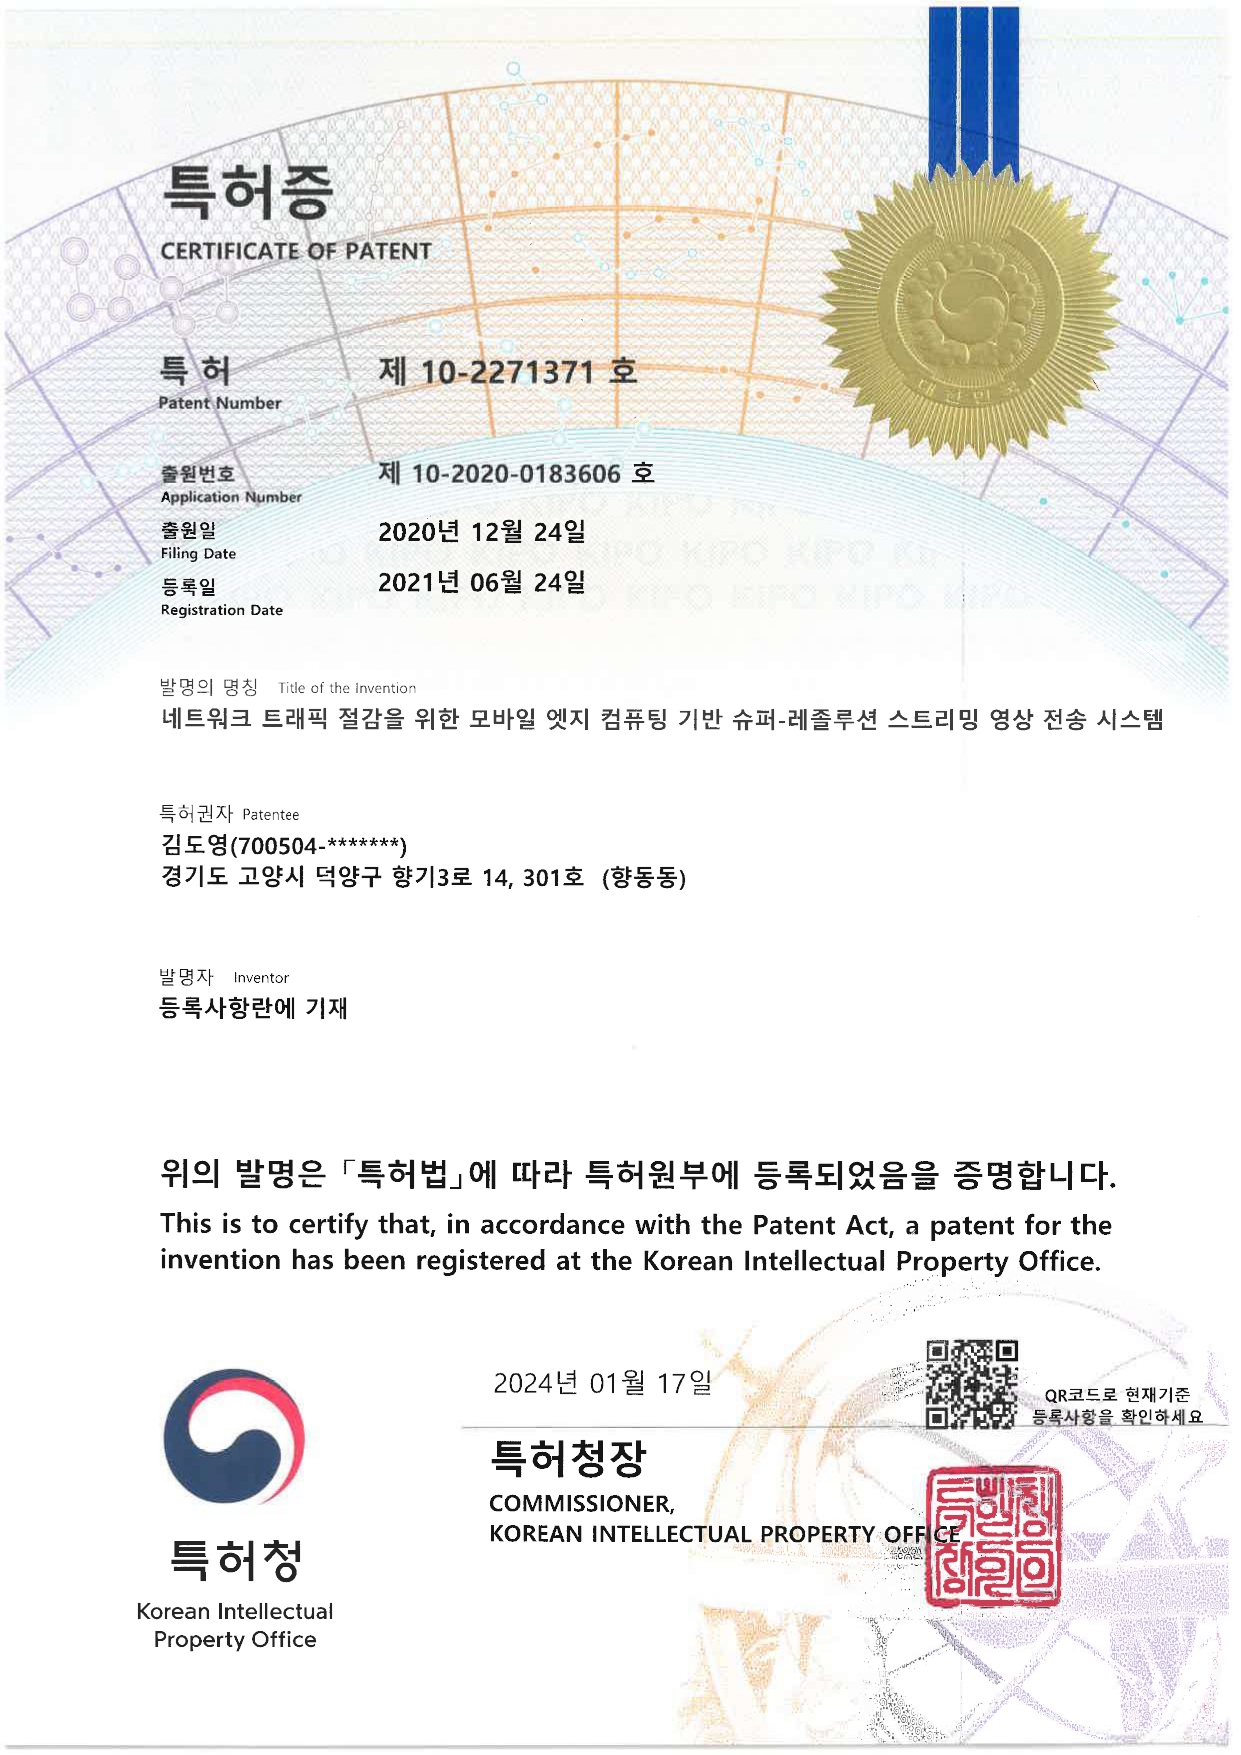 특허증
CERTIFICATE OF PATENT
특 허 제 10-2271371 호
Patent Number
출원번호 제 10-2020-0183606 호
Application Number
출원일 2020년 12월 24일
Filing Date
등록일 2021년 06월 24일
Registration Date
발명의 명칭 Title of the Invention
네트워크 트래픽 절감을 위한 모바일 엣지 컴퓨팅 기반 슈퍼-레졸루션 스트리밍 영상 전송 시스템
특허권자 Patentee
김도영(700504-*******)
경기도 고양시 덕양구 향기3로 14, 301호 (향동동)
발명자 Inventor
등록사항란에 기재
위의 발명은 「특허법」에 따라 특허원부에 등록되었음을 증명합니다.
This is to certify that, in accordance with the Patent Act, a patent for the
invention has been registered at the Korean Intellectual Property Office.
2024년 01월 17일
QR코드로 현재기준
등록사항을 확인하세요
특허청장
COMMISSIONER,
KOREAN INTELLECTUAL PROPERTY OFFICE
특허청
Korean Intellectual
Property Office